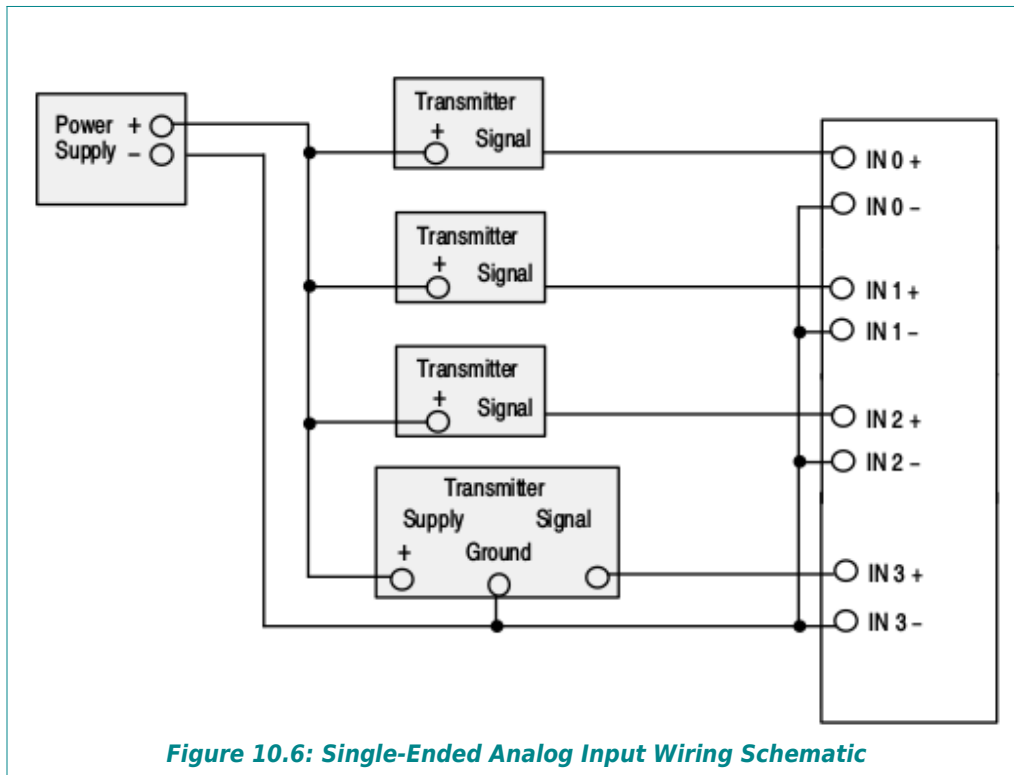 Power +
Supply –
Transmitter
+
Signal
Transmitter
+
Signal
Transmitter
+
Signal
Transmitter
Supply Signal
+ Ground
IN 0 +
IN 0 –
IN 1 +
IN 1 –
IN 2 +
IN 2 –
IN 3 +
IN 3 –
Figure 10.6: Single-Ended Analog Input Wiring Schematic